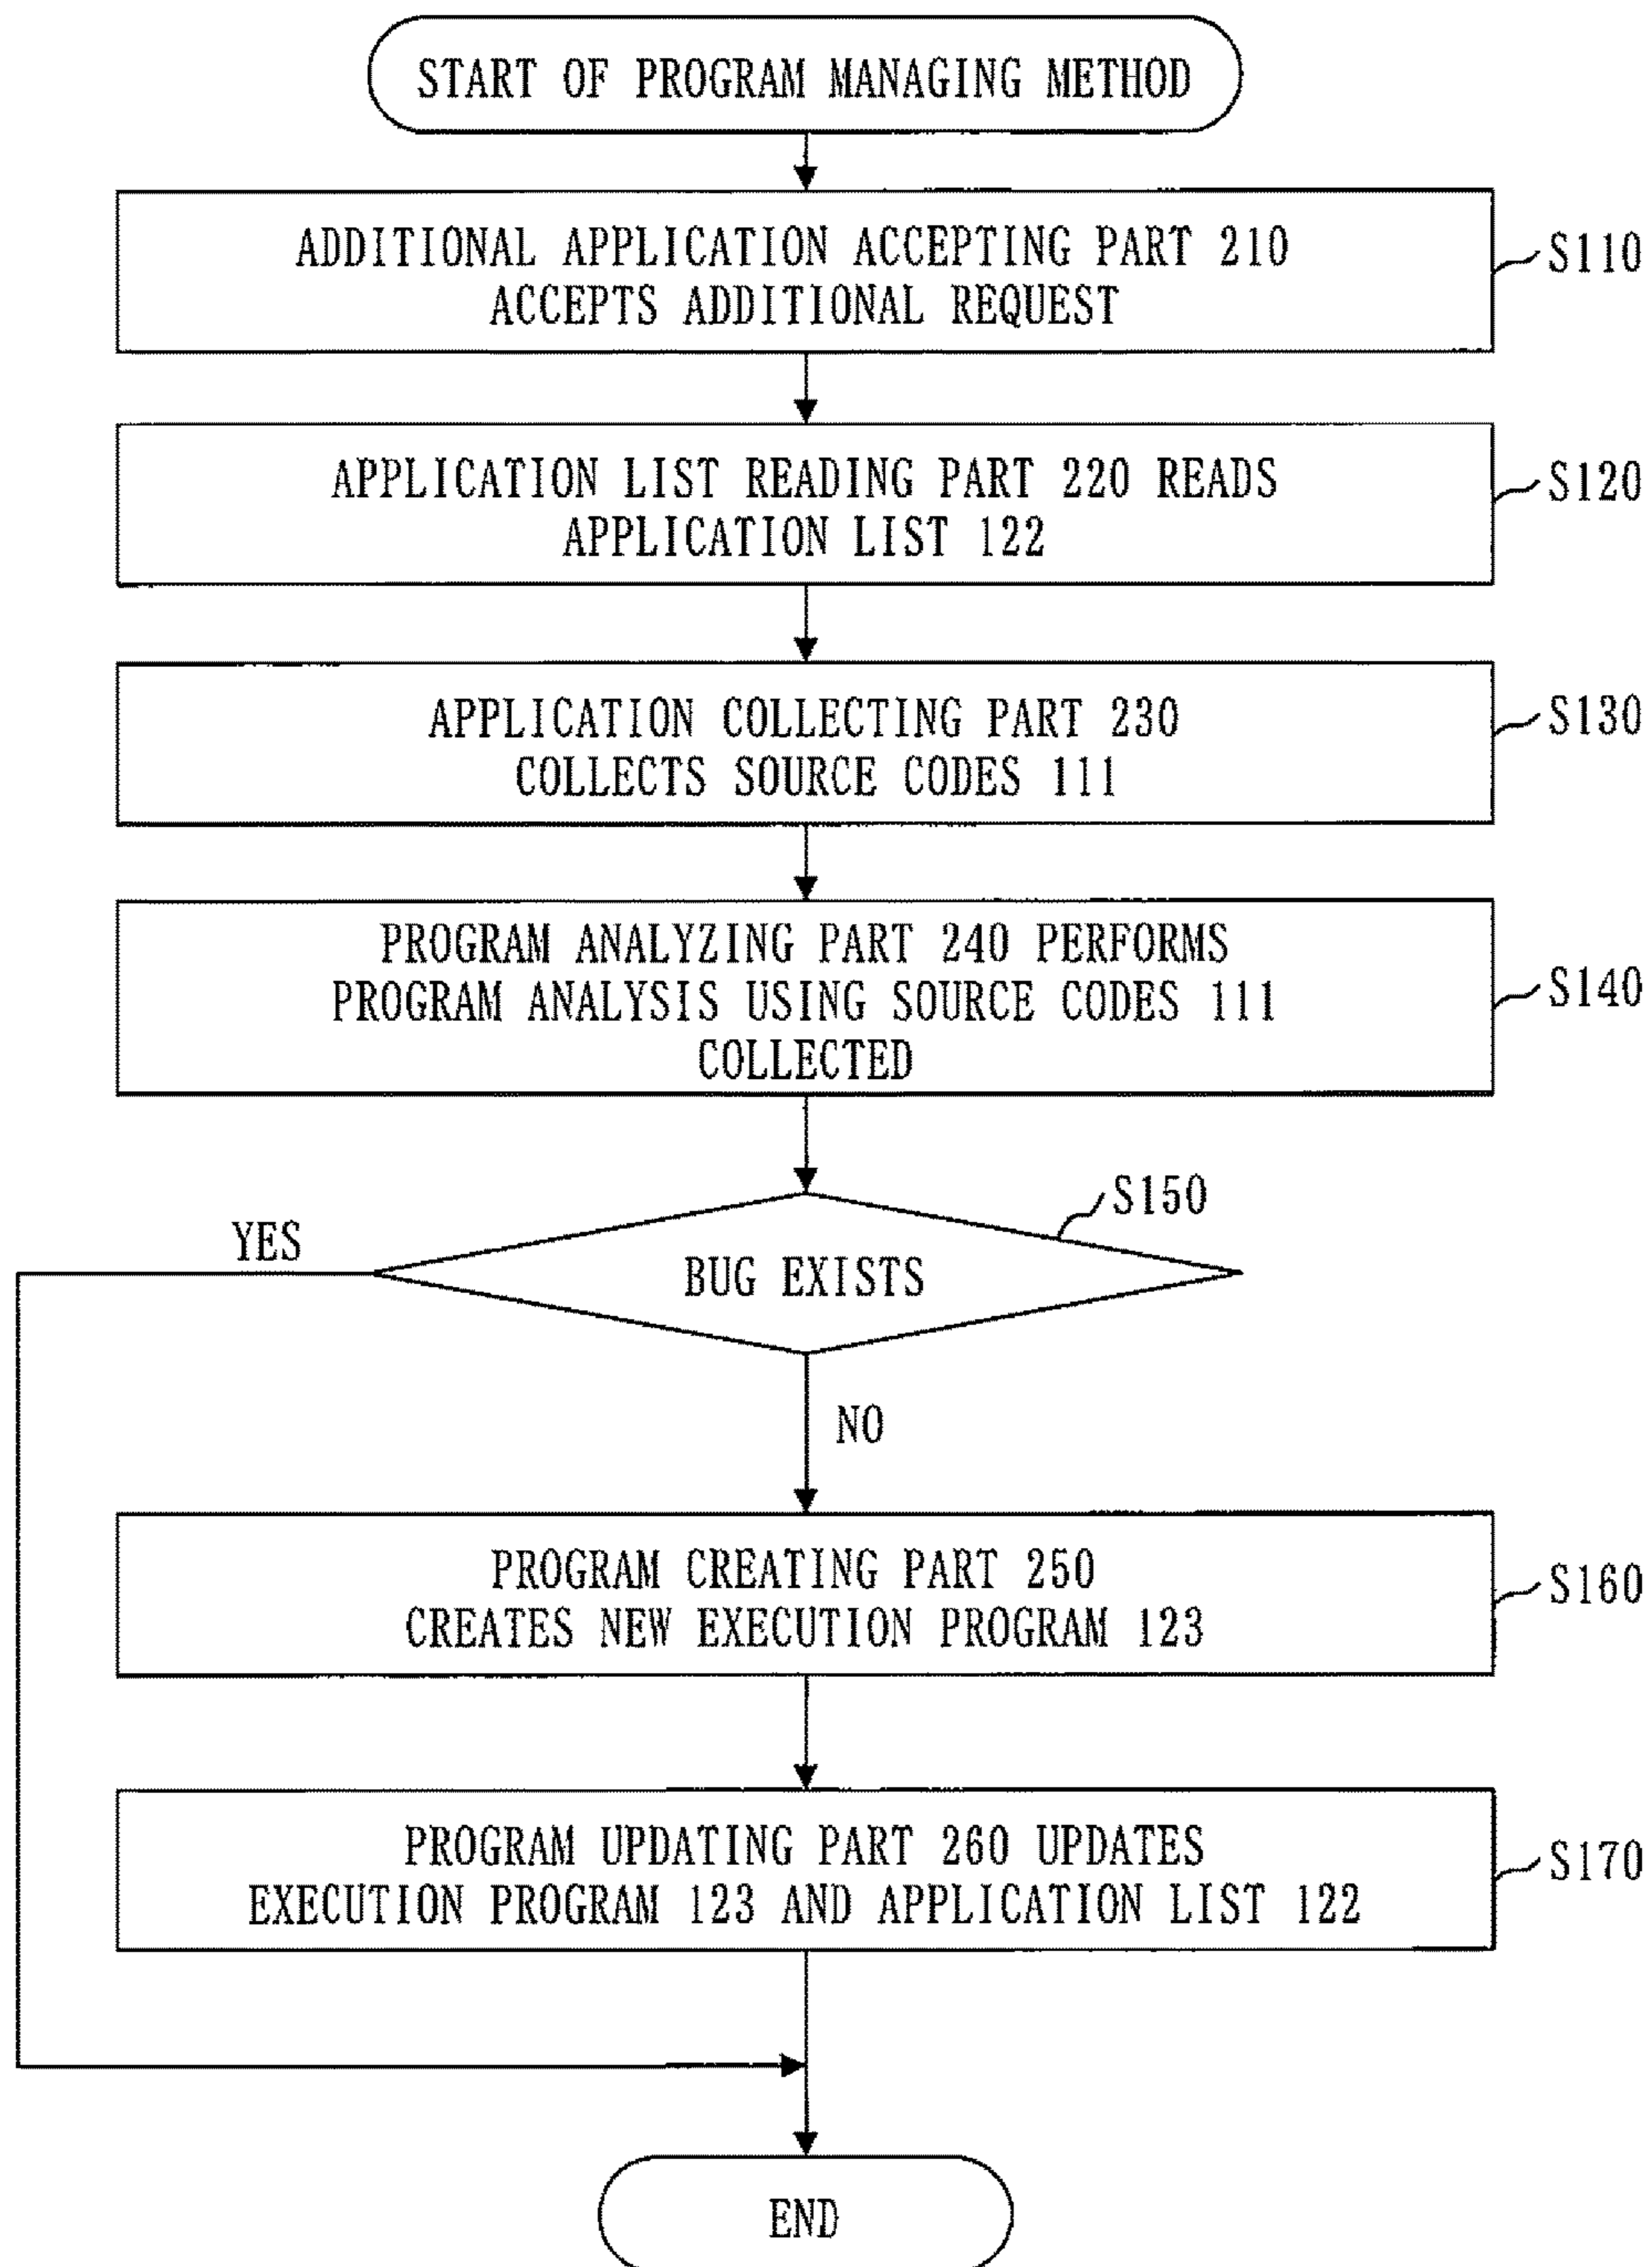 START OF PROGRAM MANAGING METHOD
ADDITIONAL APPLICATION ACCEPTING PART 210
ACCEPTS ADDITIONAL REQUEST
S110
APPLICATION LIST READING PART 220 READS
APPLICATION LIST 122
S120
APPLICATION COLLECTING PART 230
COLLECTS SOURCE CODES 111
S130
PROGRAM ANALYZING PART 240 PERFORMS
PROGRAM ANALYSIS USING SOURCE CODES 111
COLLECTED
S140
S150
YES
BUG EXISTS
NO
PROGRAM CREATING PART 250
CREATES NEW EXECUTION PROGRAM 123
S160
PROGRAM UPDATING PART 260 UPDATES
EXECUTION PROGRAM 123 AND APPLICATION LIST 122
S170
END